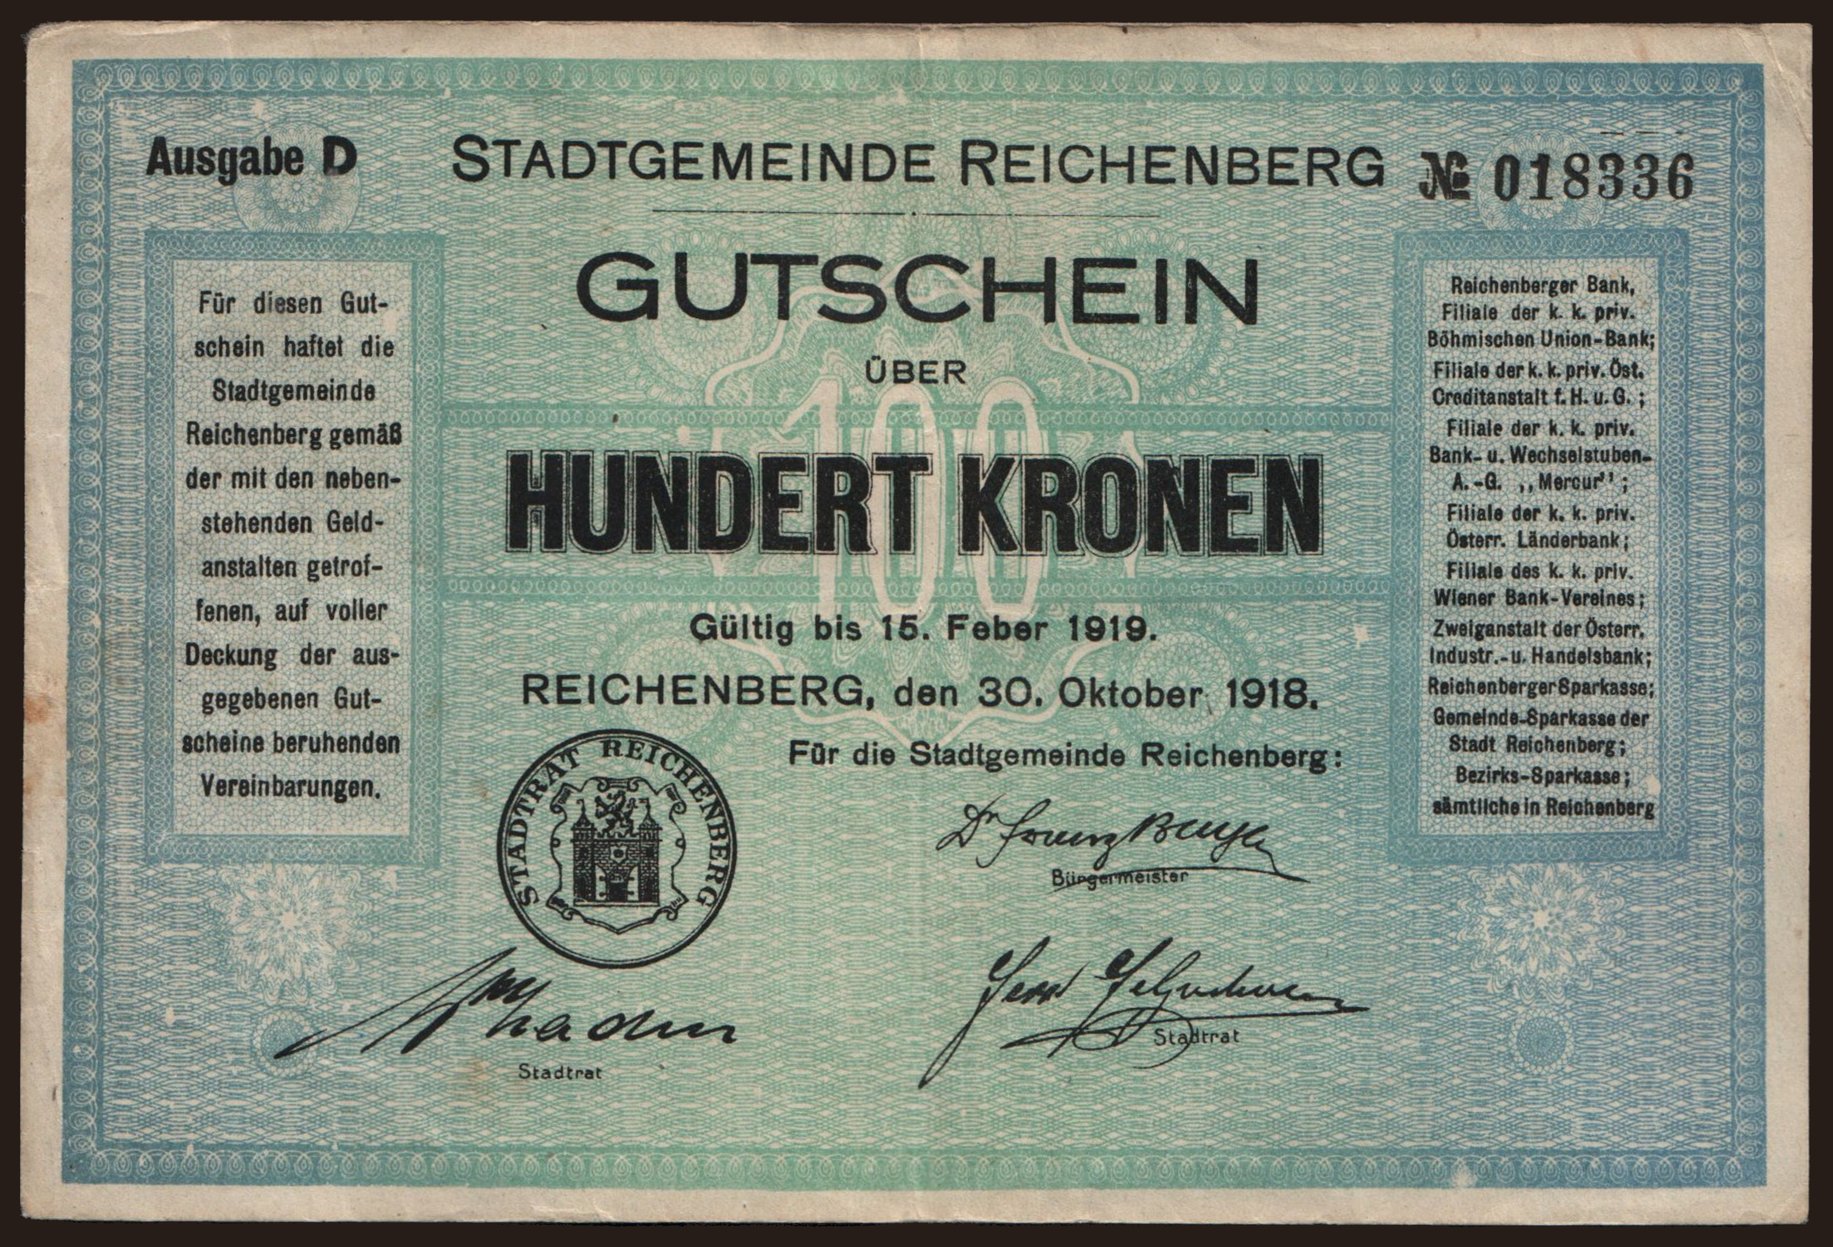 Ausgabe D
STADTGEMEINDE REICHENBERG
№ 018336
GUTSCHEIN
ÜBER
100
HUNDERT KRONEN
Gültig bis 15. Feber 1919.
REICHENBERG, den 30. Oktober 1918.
Für die Stadtgemeinde Reichenberg:
Für diesen Gut-
schein haftet die
Stadtgemeinde
Reichenberg gemäß
der mit den neben-
stehenden Geld-
anstalten getrof-
fenen, auf voller
Deckung der aus-
gegebenen Gut-
scheine beruhenden
Vereinbarungen.
Reichenberger Bank,
Filiale der k. k. priv.
Böhmischen Union-Bank;
Filiale der k. k. priv. Öst.
Creditanstalt f. H. u. G.;
Filiale der k. k. priv.
Bank- u. Wechselstuben-
A.-G. ,,Mercur";
Filiale der k. k. priv.
Österr. Länderbank;
Filiale des k. k. priv.
Wiener Bank-Vereines;
Zweiganstalt der Österr.
Industr.- u. Handelsbank;
Reichenberger Sparkasse;
Gemeinde-Sparkasse der
Stadt Reichenberg;
Bezirks-Sparkasse;
sämtliche in Reichenberg
STADTRAT REICHENBERG
Dr Franz Bayer
Bürgermeister
Stadtrat
Stadtrat